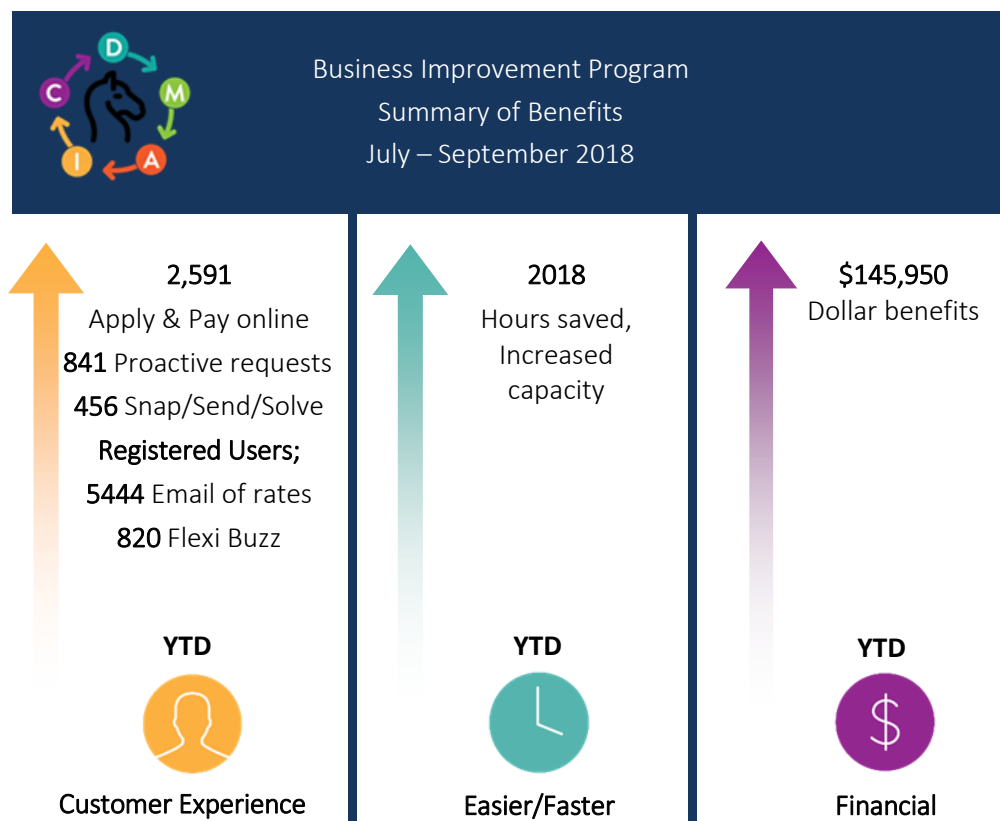 D
C
M
I
A
Business Improvement Program
Summary of Benefits
July – September 2018
2,591
Apply & Pay online
841 Proactive requests
456 Snap/Send/Solve
Registered Users;
5444 Email of rates
820 Flexi Buzz
YTD
Customer Experience
2018
Hours saved,
Increased
capacity
YTD
Easier/Faster
$145,950
Dollar benefits
YTD
$
Financial